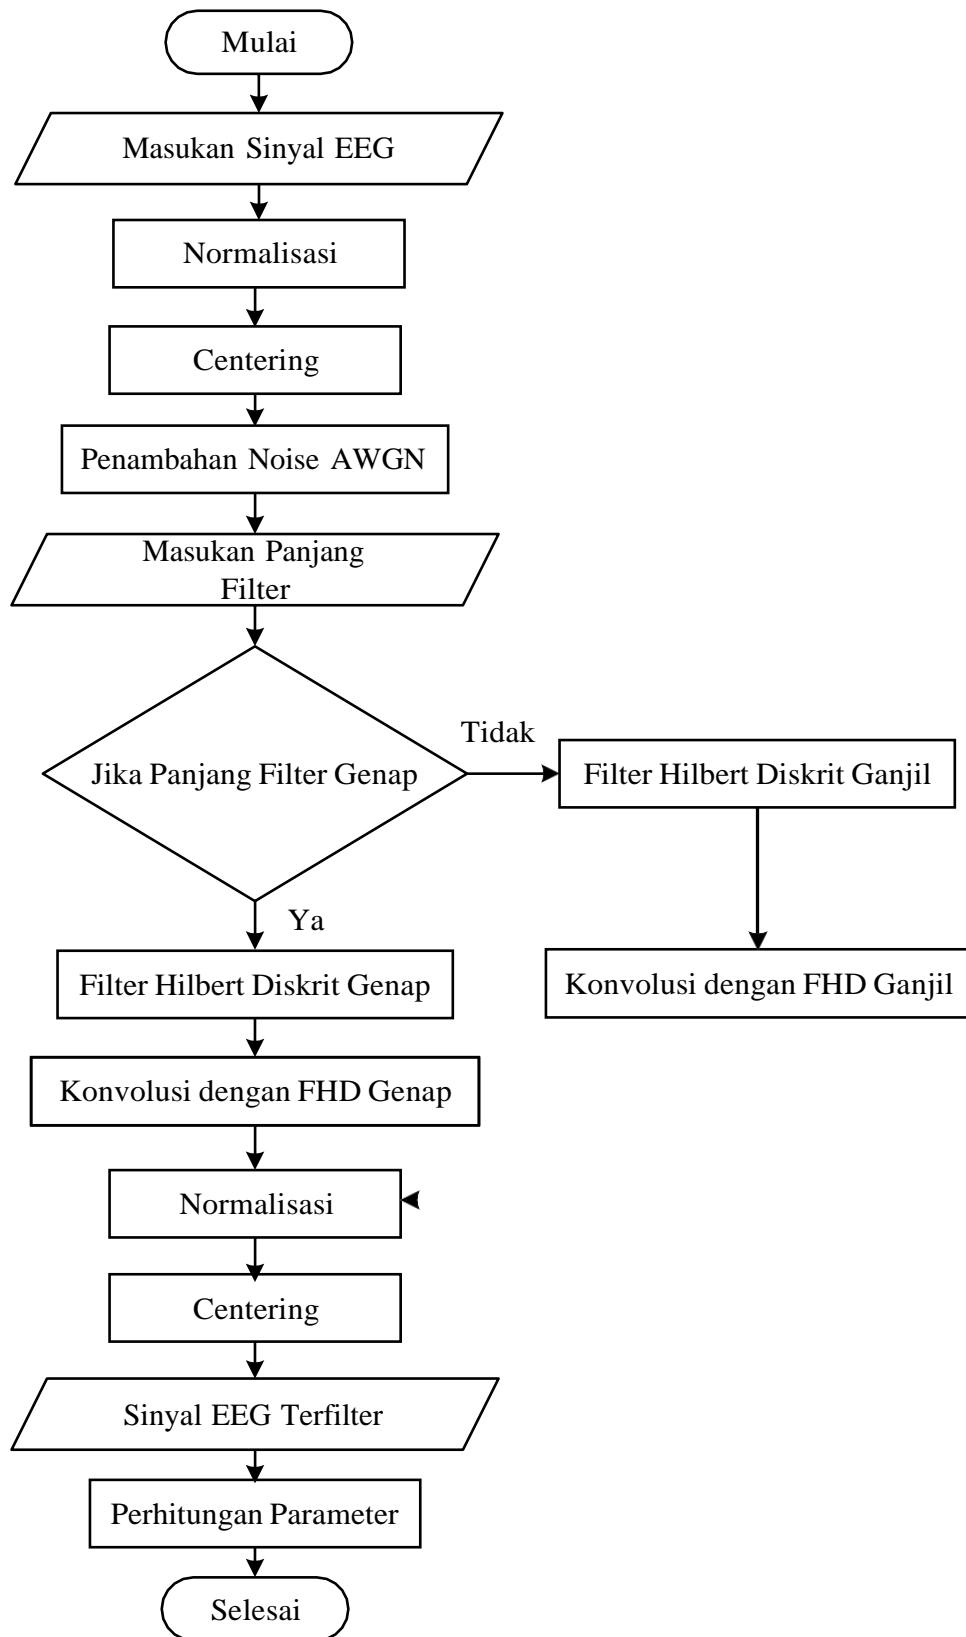 Mulai
Masukan Sinyal EEG
Normalisasi
Centering
Penambahan Noise AWGN
Masukan Panjang
Filter
Jika Panjang Filter Genap
Tidak
Filter Hilbert Diskrit Ganjil
Ya
Filter Hilbert Diskrit Genap
Konvolusi dengan FHD Ganjil
Konvolusi dengan FHD Genap
Normalisasi
Centering
Sinyal EEG Terfilter
Perhitungan Parameter
Selesai